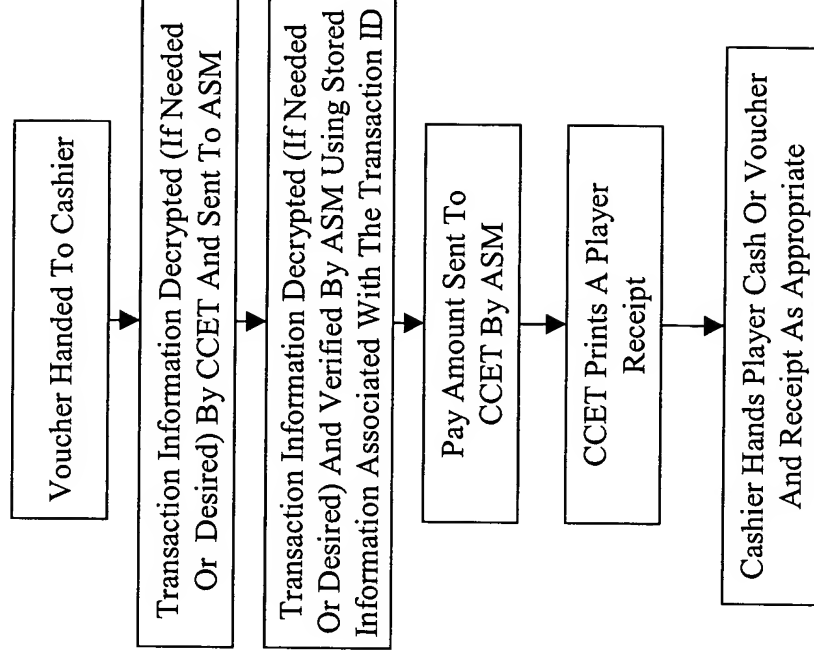 Voucher Handed To Cashier
Transaction Information Decrypted (If Needed
Or Desired) By CCET And Sent To ASM
Transaction Information Decrypted (If Needed
Or Desired) And Verified By ASM Using Stored
Information Associated With The Transaction ID
Pay Amount Sent To
CCET By ASM
CCET Prints A Player
Receipt
Cashier Hands Player Cash Or Voucher
And Receipt As Appropriate